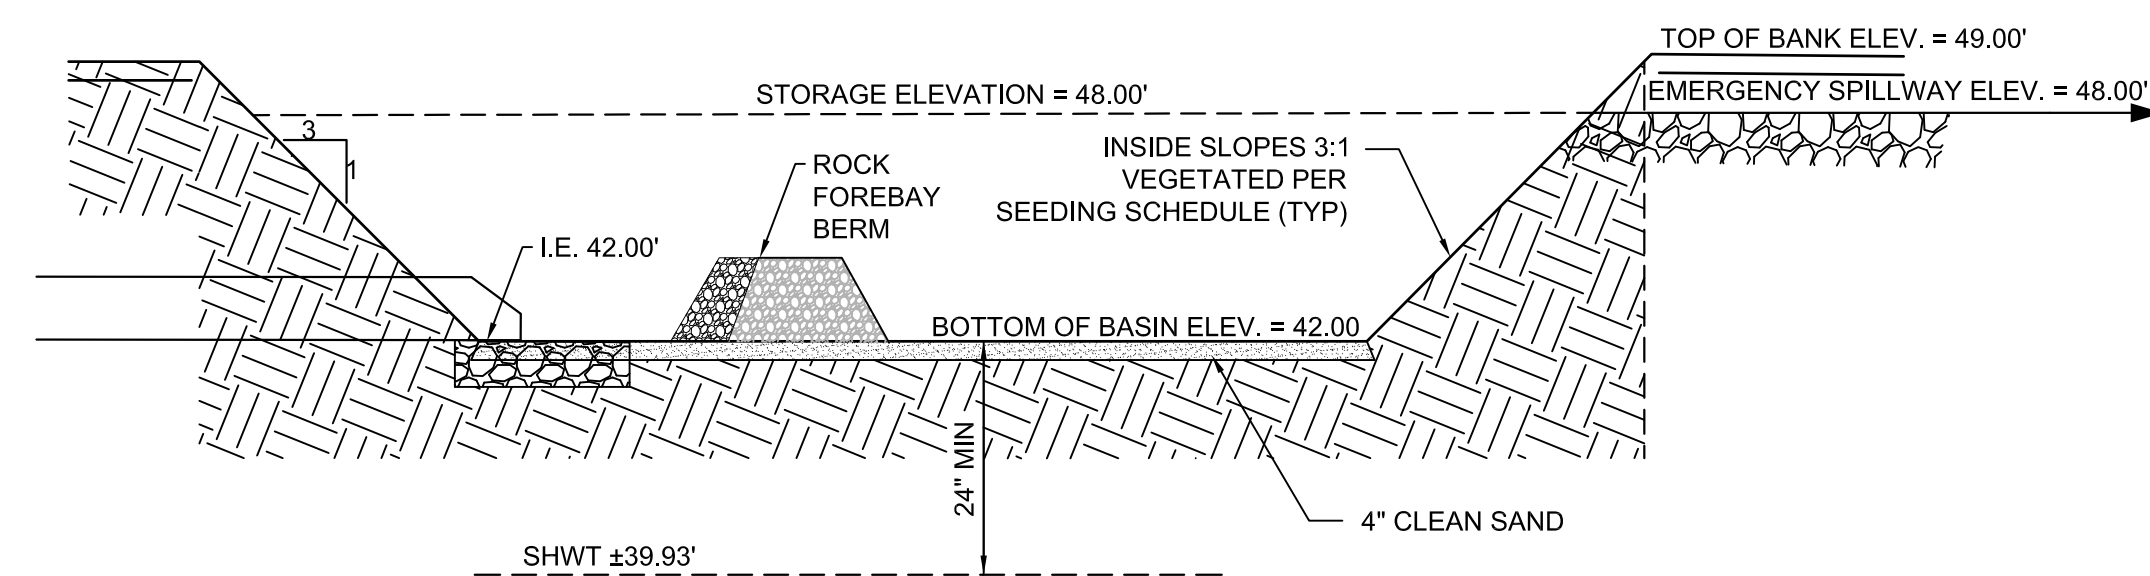 TOP OF BANK ELEV. = 49.00'
STORAGE ELEVATION = 48.00'
EMERGENCY SPILLWAY ELEV. = 48.00'
3
1
ROCK
FOREBAY
BERM
INSIDE SLOPES 3:1
VEGETATED PER
SEEDING SCHEDULE (TYP)
I.E. 42.00'
BOTTOM OF BASIN ELEV. = 42.00
24" MIN
4" CLEAN SAND
SHWT ±39.93'